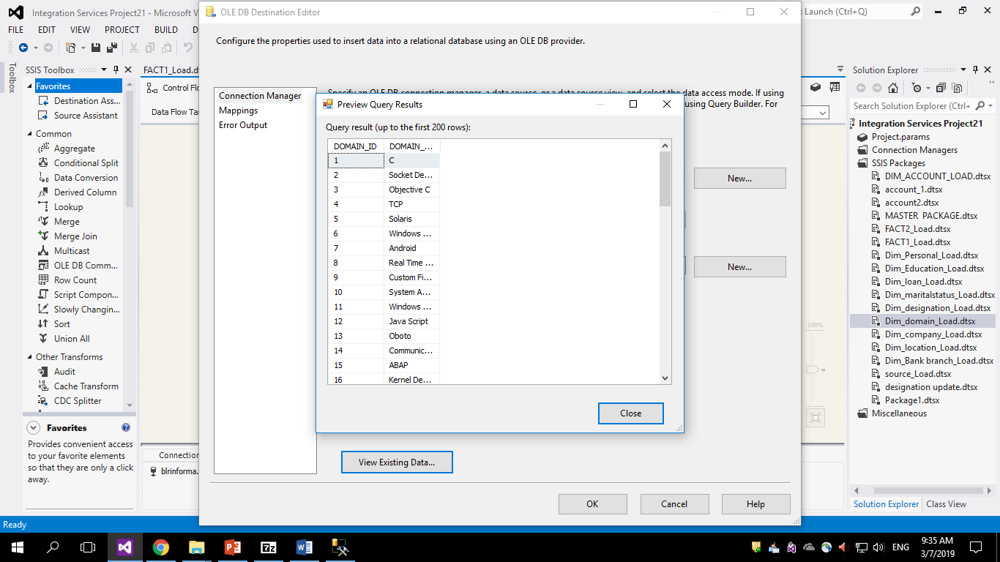 Integration Services Project21 - Microsoft V
Launch (Ctrl+Q)
FILE EDIT VIEW PROJECT BUILD D
OLE DB Destination Editor
Configure the properties used to insert data into a relational database using an OLE DB provider.
Toolbox
SSIS Toolbox
Favorites
Destination Ass...
Source Assistant
Common
Aggregate
Conditional Split
Data Conversion
Derived Column
Lookup
Merge
Merge Join
Multicast
OLE DB Comm...
Row Count
Script Compon...
Slowly Changin...
Sort
Union All
Other Transforms
Audit
Cache Transform
CDC Splitter
Favorites
Provides convenient access
to your favorite elements
so that they are only a click
away.
FACT1_Load.d
Control Flo
Data Flow Tas
Connection
blrinforma.
Connection Manager
Mappings
Error Output
Specify an OLE DB connection manager, a data source, or a data source view, and select the data access mode. If using
using Query Builder. For
New...
New...
View Existing Data...
OK Cancel Help
Preview Query Results
Query result (up to the first 200 rows):
DOMAIN_ID DOMAIN_...
1 C
2 Socket De...
3 Objective C
4 TCP
5 Solaris
6 Windows ...
7 Android
8 Real Time ...
9 Custom Fi...
10 System A...
11 Windows ...
12 Java Script
13 Oboto
14 Communic...
15 ABAP
16 Kernel De...
Close
100%
Solution Explorer
Search Solution Explorer (Ctrl+
Integration Services Project21
Project.params
Connection Managers
SSIS Packages
DIM_ACCOUNT_LOAD.dtsx
account_1.dtsx
account2.dtsx
MASTER PACKAGE.dtsx
FACT2_Load.dtsx
FACT1_Load.dtsx
Dim_Personal_Load.dtsx
Dim_Education_Load.dtsx
Dim_loan_Load.dtsx
Dim_maritalstatus_Load.dtsx
Dim_designation_Load.dtsx
Dim_domain_Load.dtsx
Dim_company_Load.dtsx
Dim_location_Load.dtsx
Dim_Bank branch_Load.dtsx
source_Load.dtsx
designation update.dtsx
Package1.dtsx
Miscellaneous
Solution Explorer Class View
Ready
ENG
9:35 AM
3/7/2019